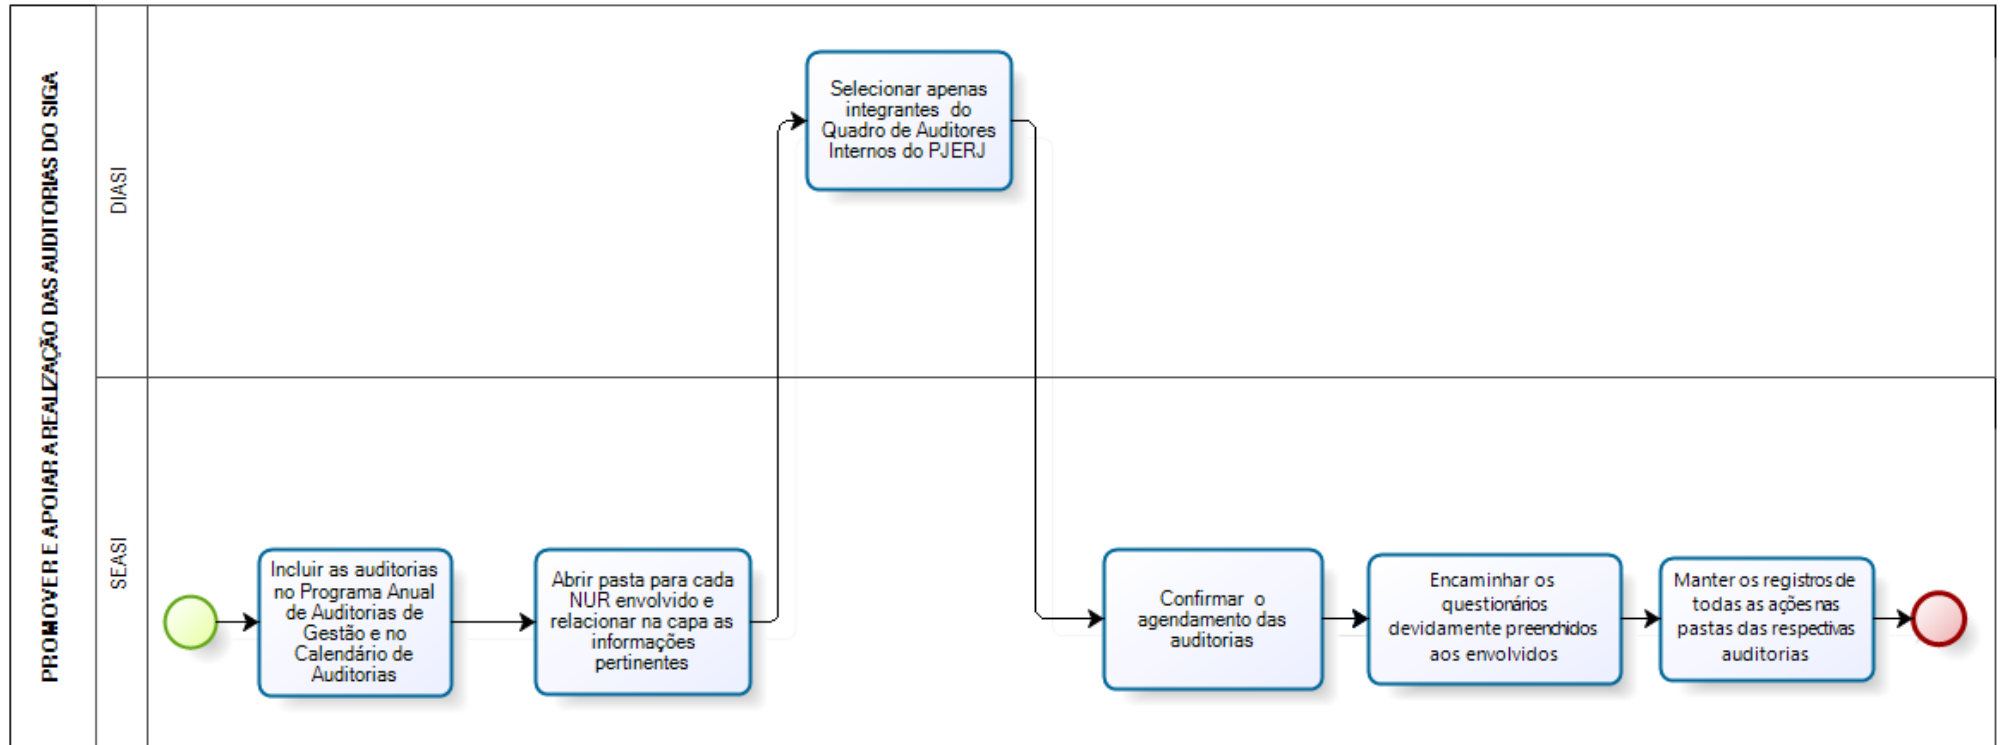 PROMOVER E APOIAR A REALIZAÇÃO DAS AUDITORIAS DO SIGA
DIASI
Selecionar apenas
integrantes do
Quadro de Auditores
Internos do PJERJ
SEASI
Incluir as auditorias
no Programa Anual
de Auditorias de
Gestão e no
Calendário de
Auditorias
Abrir pasta para cada
NUR envolvido e
relacionar na capa as
informações
pertinentes
Confirmar o
agendamento das
auditorias
Encaminhar os
questionários
devidamente preenchidos
aos envolvidos
Manter os registros de
todas as ações nas
pastas das respectivas
auditorias